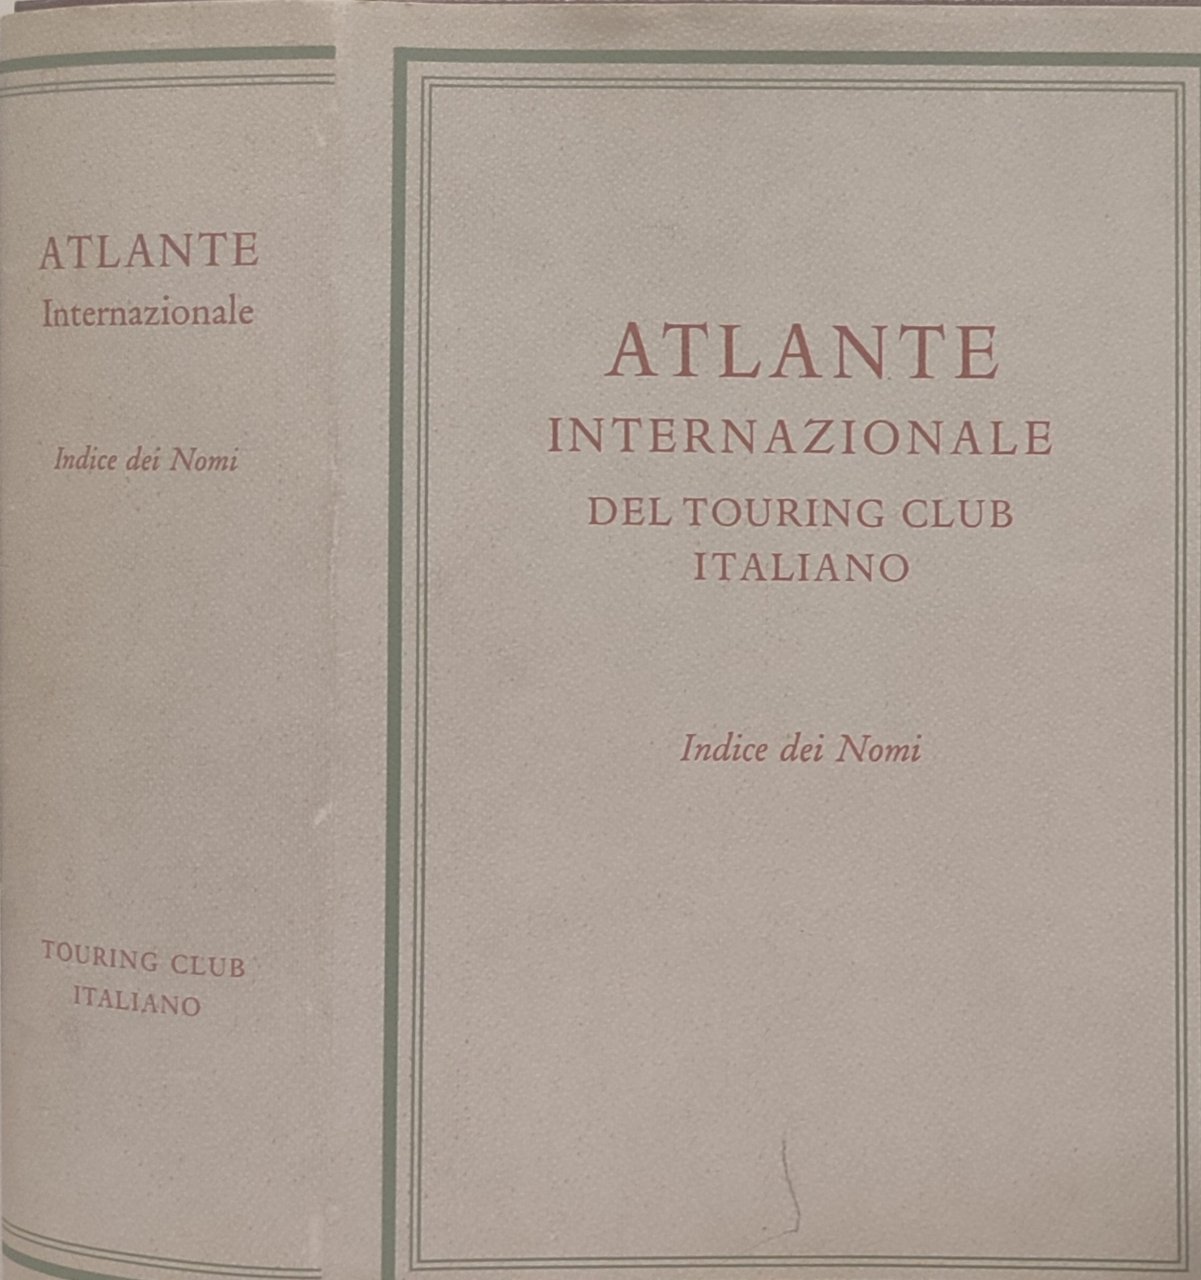 ATLANTE
Internazionale
Indice dei Nomi
TOURING CLUB
ITALIANO
ATLANTE
INTERNAZIONALE
DEL TOURING CLUB
ITALIANO
Indice dei Nomi